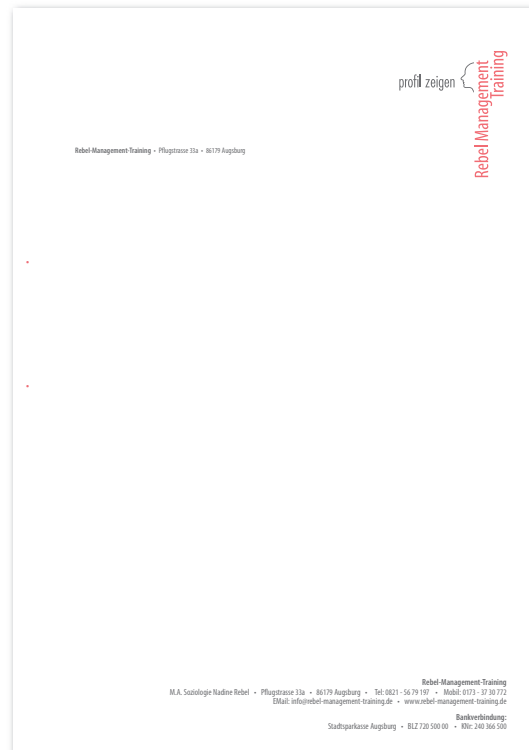 profil zeigen
Rebel Management
Training
Rebel-Management-Training • Pflugstrasse 33a • 86179 Augsburg
Rebel-Management-Training
M.A. Soziologie Nadine Rebel • Pflugstrasse 33a • 86179 Augsburg • Tel: 0821 - 56 79 197 • Mobil: 0173 - 37 30 772
EMail: info@rebel-management-training.de • www.rebel-management-training.de
Bankverbindung:
Stadtsparkasse Augsburg • BLZ 720 500 00 • KNr: 240 366 500